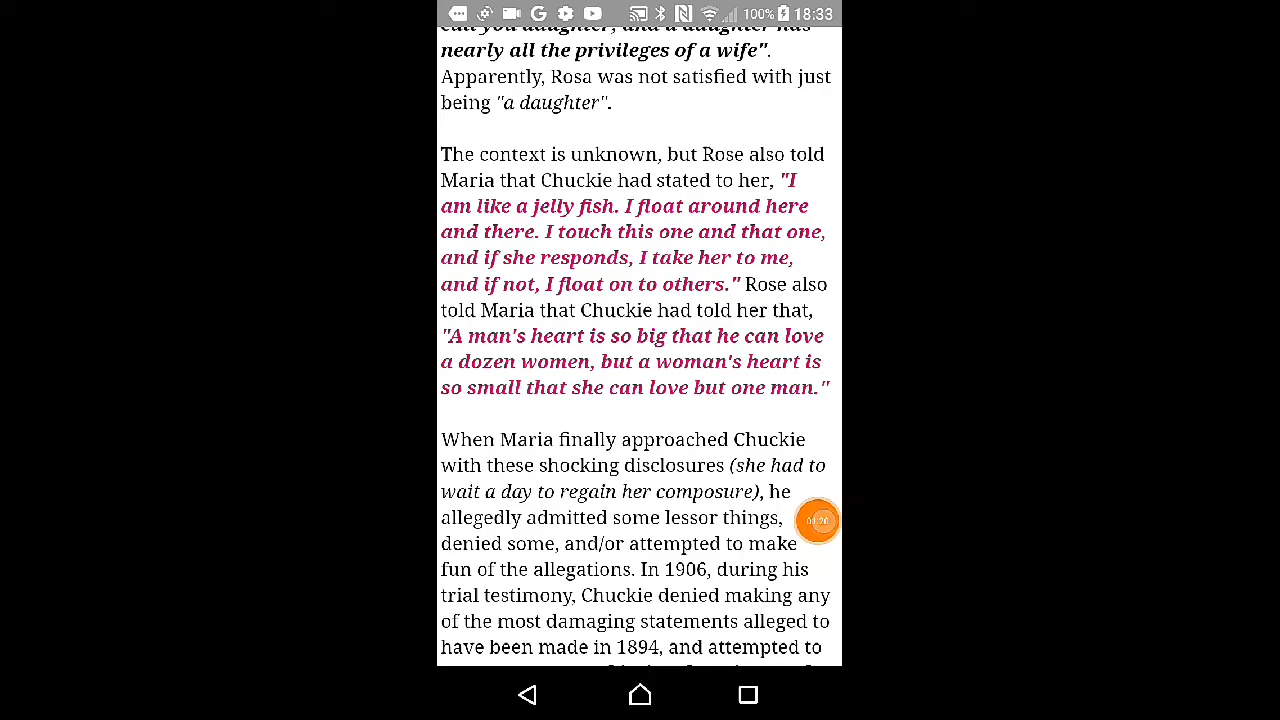 100% 18:33
call you daughter, and a daughter has
nearly all the privileges of a wife".
Apparently, Rosa was not satisfied with just
being "a daughter".
The context is unknown, but Rose also told
Maria that Chuckie had stated to her, "I
am like a jelly fish. I float around here
and there. I touch this one and that one,
and if she responds, I take her to me,
and if not, I float on to others." Rose also
told Maria that Chuckie had told her that,
"A man's heart is so big that he can love
a dozen women, but a woman's heart is
so small that she can love but one man."
When Maria finally approached Chuckie
with these shocking disclosures (she had to
wait a day to regain her composure), he
allegedly admitted some lessor things,
01:20
denied some, and/or attempted to make
fun of the allegations. In 1906, during his
trial testimony, Chuckie denied making any
of the most damaging statements alleged to
have been made in 1894, and attempted to